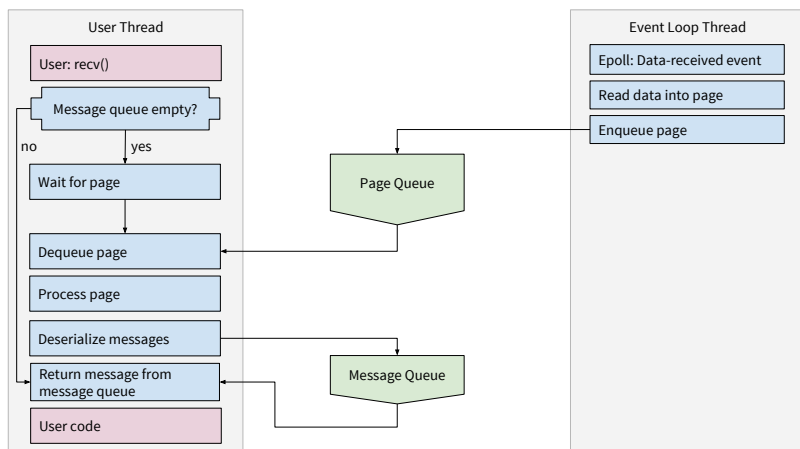 User Thread
User: recv()
Message queue empty?
no
yes
Wait for page
Dequeue page
Process page
Deserialize messages
Return message from
message queue
User code
Page Queue
Message Queue
Event Loop Thread
Epoll: Data-received event
Read data into page
Enqueue page